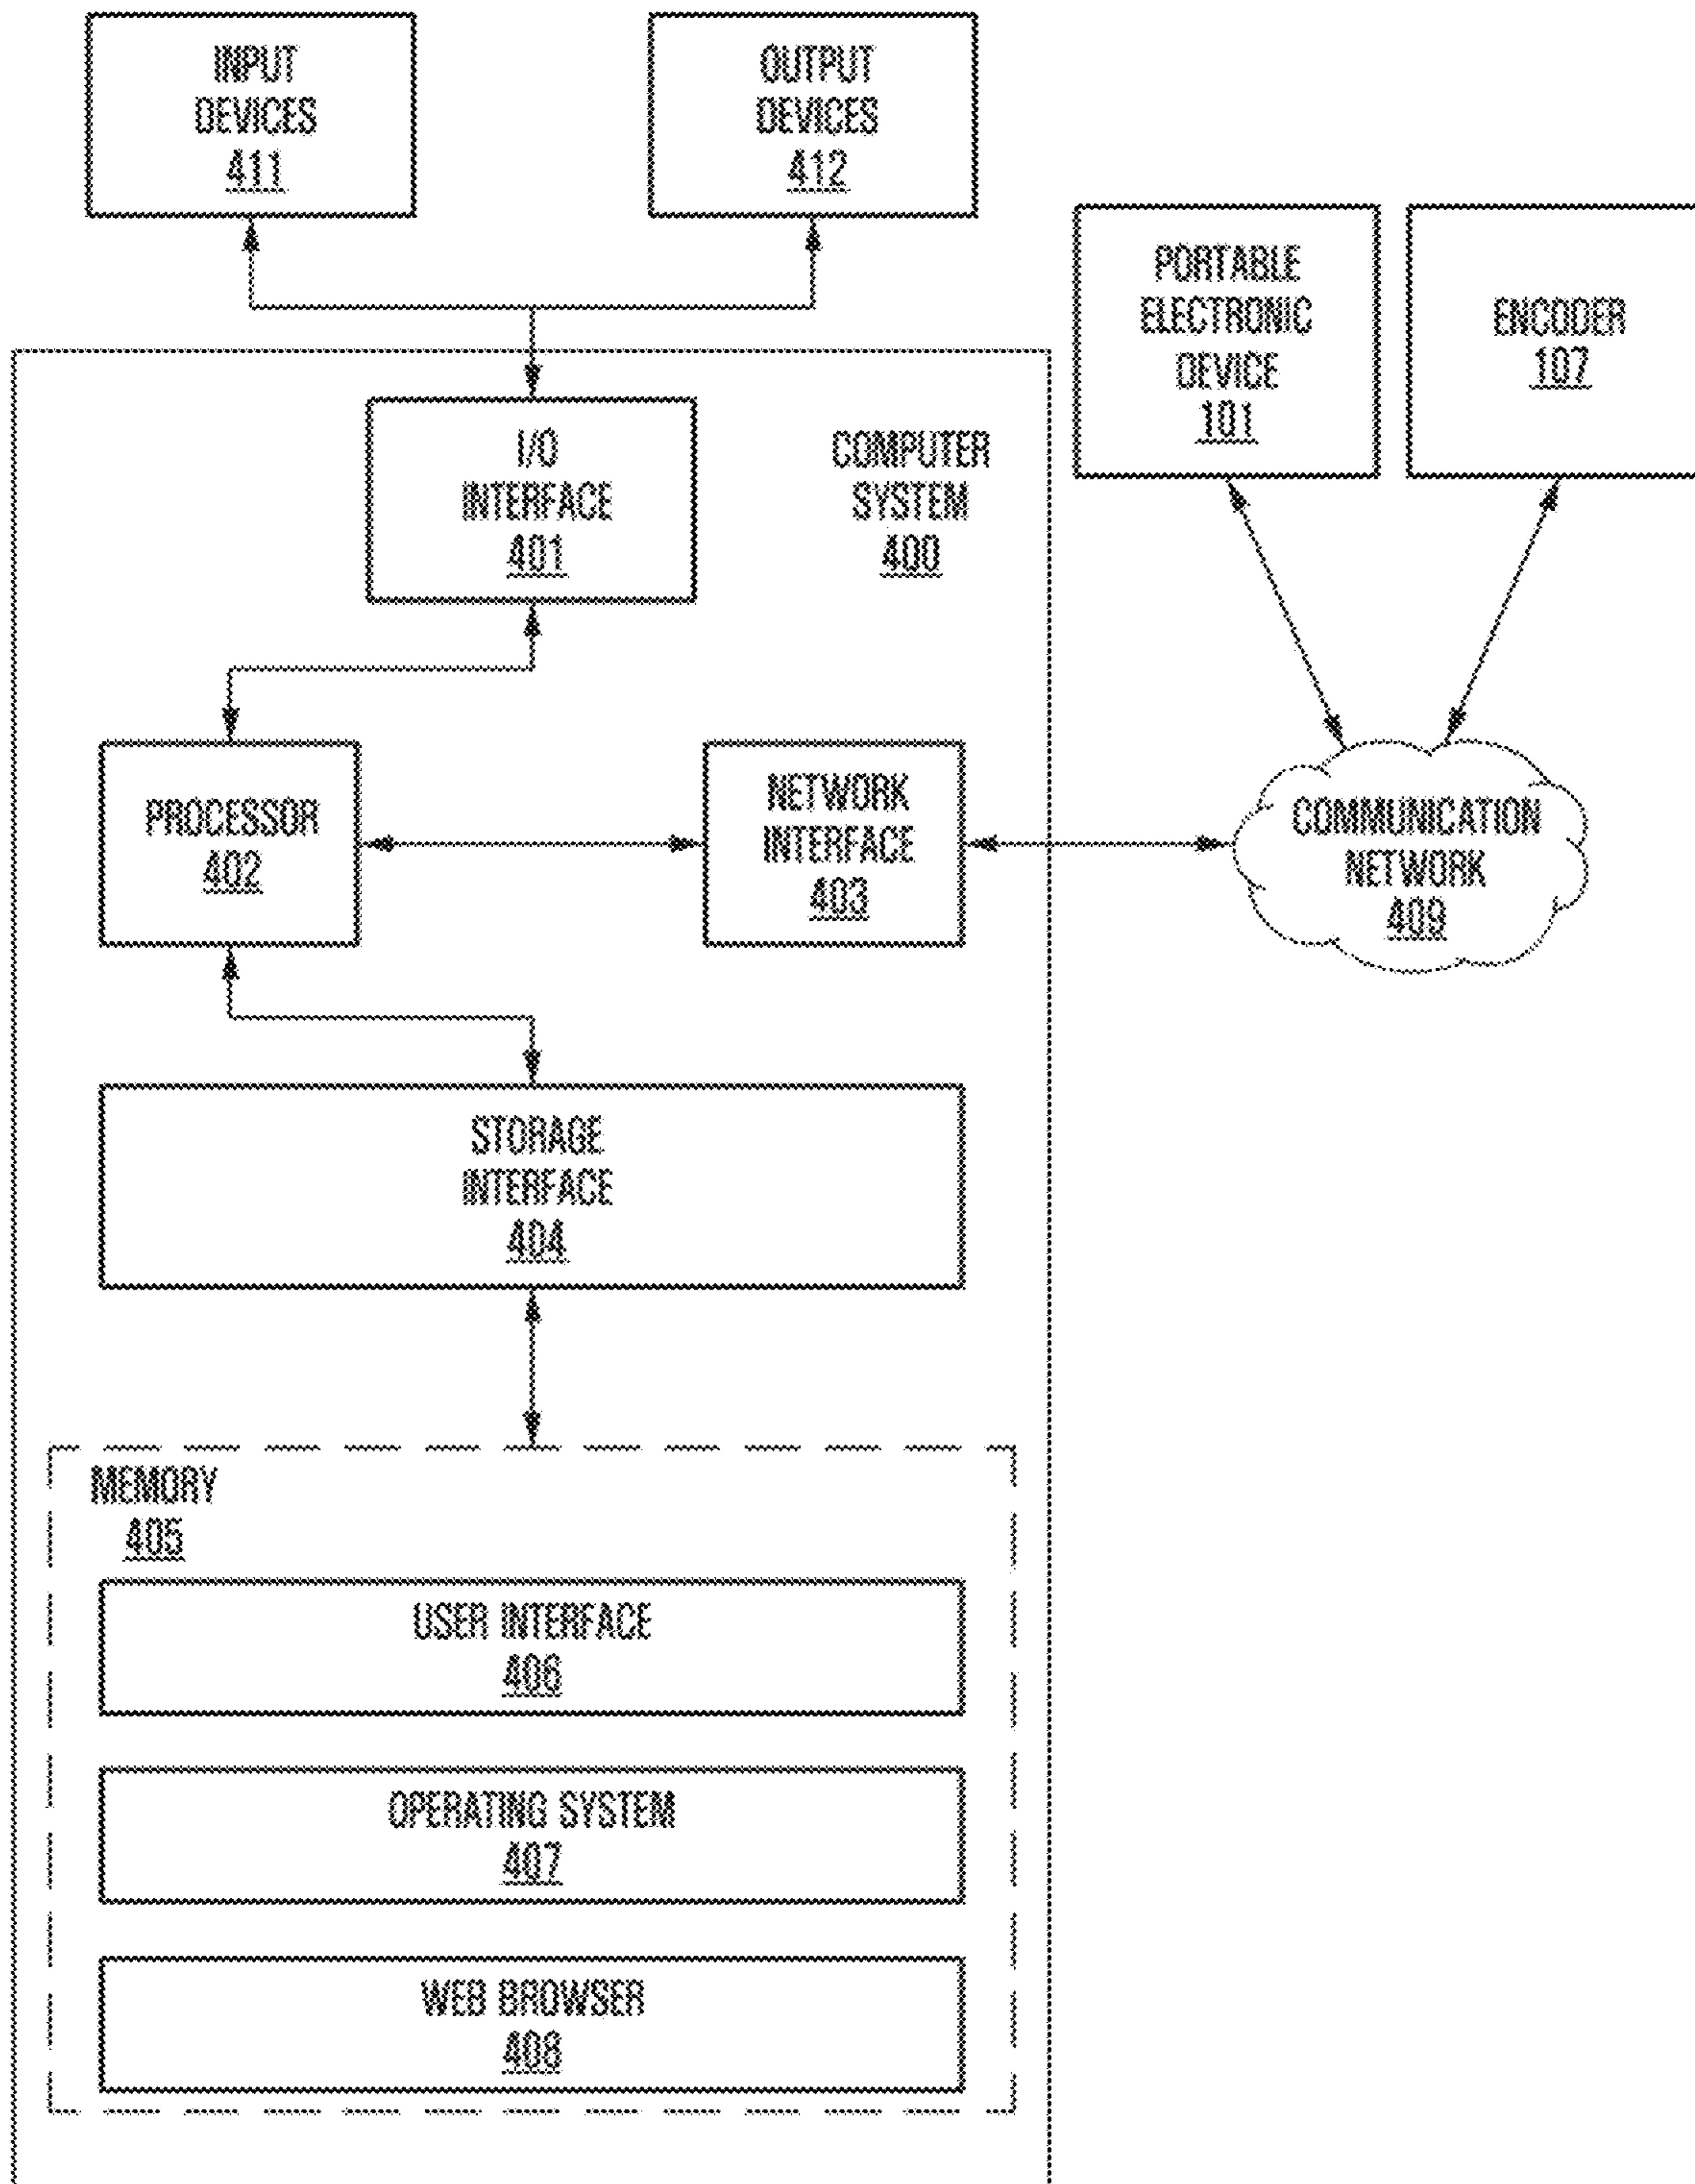 INPUT
DEVICES
411
OUTPUT
DEVICES
412
PORTABLE
ELECTRONIC
DEVICE
101
ENCODER
107
I/O
INTERFACE
401
COMPUTER
SYSTEM
400
PROCESSOR
402
NETWORK
INTERFACE
403
COMMUNICATION
NETWORK
409
STORAGE
INTERFACE
404
MEMORY
405
USER INTERFACE
406
OPERATING SYSTEM
407
WEB BROWSER
408